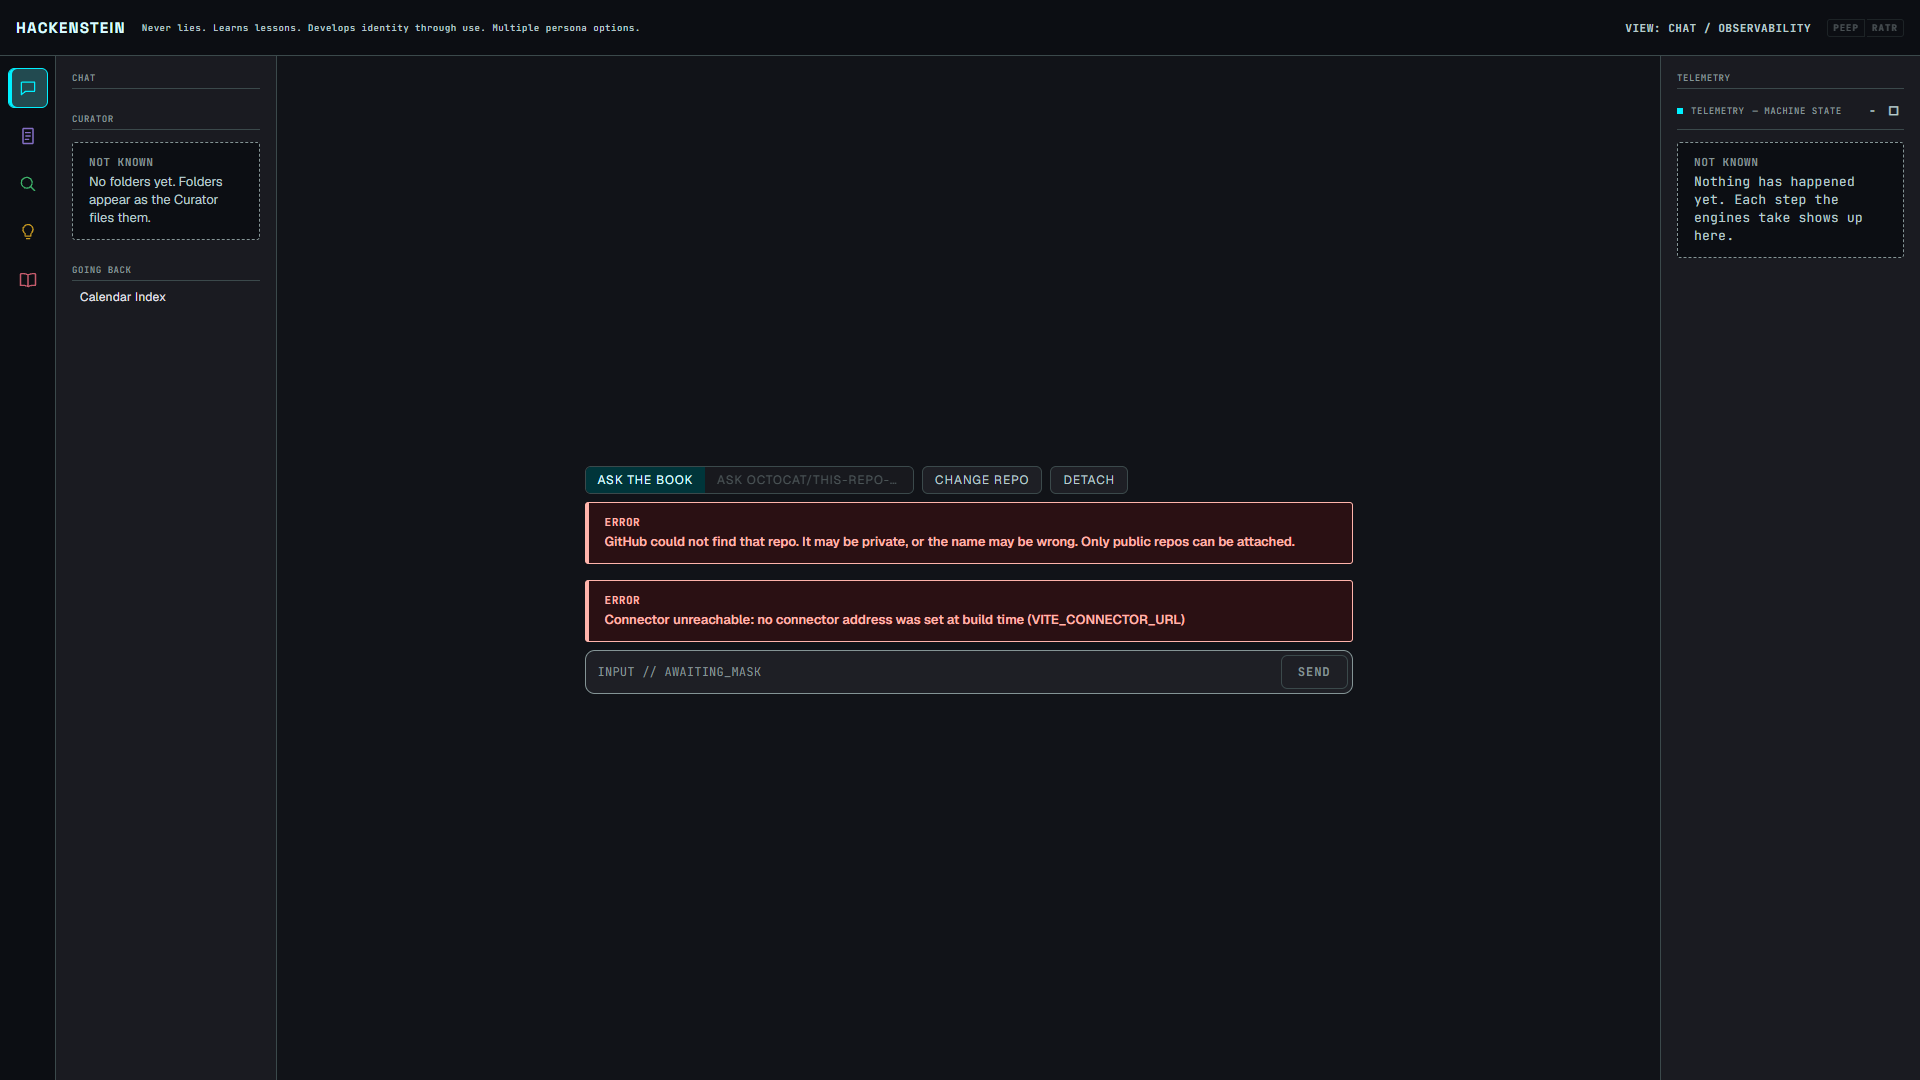 HACKENSTEIN
Never lies. Learns lessons. Develops identity through use. Multiple persona options.
VIEW: CHAT / OBSERVABILITY
PEEP
RATR
CHAT
CURATOR
NOT KNOWN
No folders yet. Folders
appear as the Curator
files them.
GOING BACK
Calendar Index
ASK THE BOOK
ASK OCTOCAT/THIS-REPO-…
CHANGE REPO
DETACH
ERROR
GitHub could not find that repo. It may be private, or the name may be wrong. Only public repos can be attached.
ERROR
Connector unreachable: no connector address was set at build time (VITE_CONNECTOR_URL)
INPUT // AWAITING_MASK
SEND
TELEMETRY
TELEMETRY — MACHINE STATE
NOT KNOWN
Nothing has happened
yet. Each step the
engines take shows up
here.